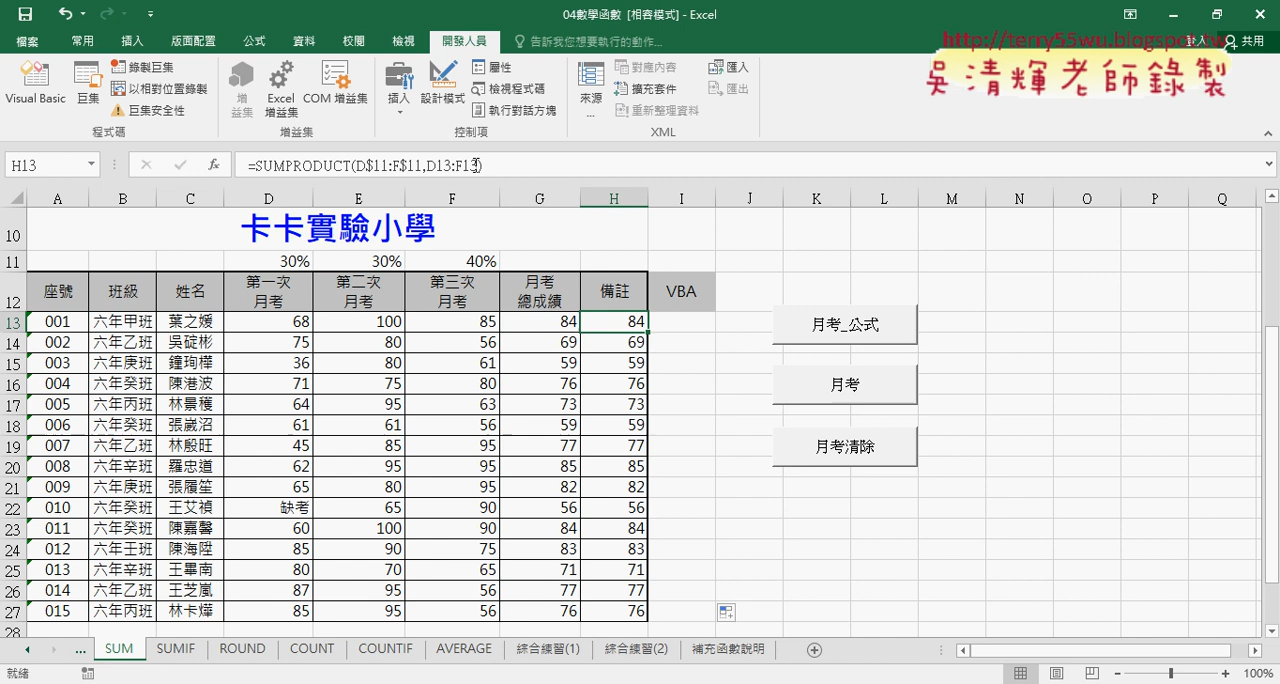 04數學函數 [相容模式] - Excel
檔案 常用 插入 版面配置 公式 資料 校閱 檢視 開發人員 告訴我您想要執行的動作... 登入 共用
http://terry55wu.blogspot.tw
吳清輝老師錄製
Visual Basic 巨集 錄製巨集 以相對位置錄製 巨集安全性 增益集 Excel 增益集 COM 增益集 插入 設計模式 屬性 檢視程式碼 執行對話方塊 來源... 對應內容 擴充套件 重新整理資料 匯入 匯出
程式碼 增益集 控制項 XML
H13 fx =SUMPRODUCT(D$11:F$11,D13:F13)
A B C D E F G H I J K L M N O P Q
10 卡卡實驗小學
11 30% 30% 40%
12 座號 班級 姓名 第一次月考 第二次月考 第三次月考 月考總成績 備註 VBA
13 001 六年甲班 葉之媛 68 100 85 84 84
14 002 六年乙班 吳碇彬 75 80 56 69 69
15 003 六年庚班 鐘珣樺 36 80 61 59 59
16 004 六年癸班 陳港波 71 75 80 76 76
17 005 六年丙班 林景穫 64 95 63 73 73
18 006 六年癸班 張崴沼 61 61 56 59 59
19 007 六年乙班 林殷旺 45 85 95 77 77
20 008 六年辛班 羅忠道 62 95 95 85 85
21 009 六年庚班 張履笙 65 80 95 82 82
22 010 六年癸班 王艾禎 缺考 65 90 56 56
23 011 六年癸班 陳嘉馨 60 100 90 84 84
24 012 六年壬班 陳海陞 85 90 75 83 83
25 013 六年辛班 王畢南 80 70 65 71 71
26 014 六年乙班 王芝嵐 87 95 56 77 77
27 015 六年丙班 林卡燁 85 95 56 76 76
28
月考_公式
月考
月考清除
... SUM SUMIF ROUND COUNT COUNTIF AVERAGE 綜合練習(1) 綜合練習(2) 補充函數說明
就緒 100%